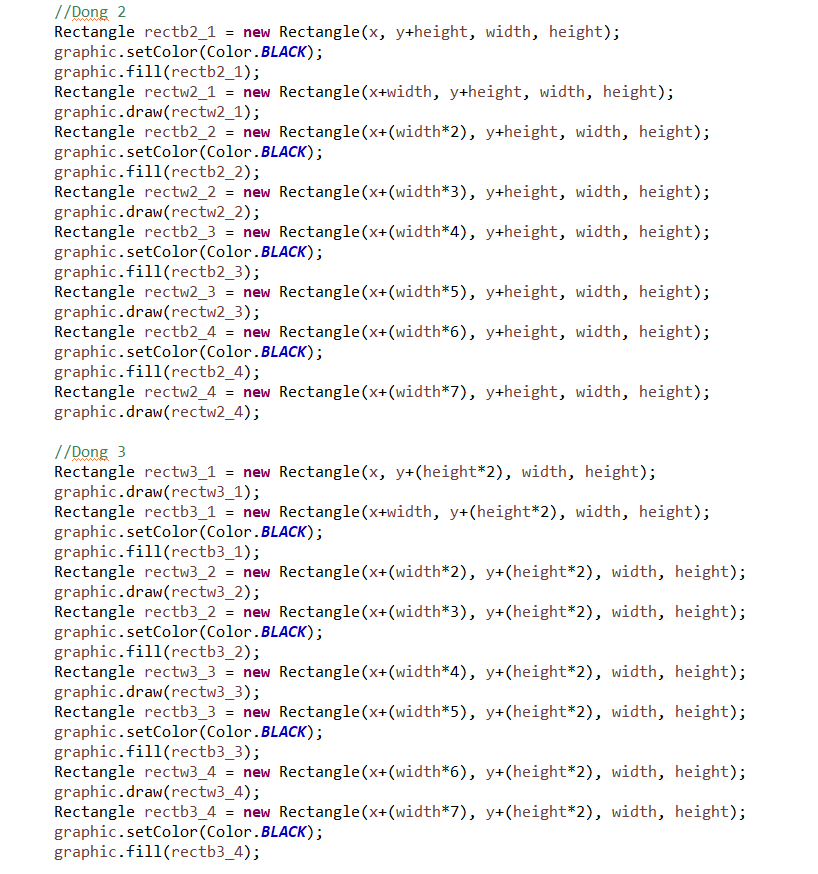 //Dong 2
Rectangle rectb2_1 = new Rectangle(x, y+height, width, height);
graphic.setColor(Color.BLACK);
graphic.fill(rectb2_1);
Rectangle rectw2_1 = new Rectangle(x+width, y+height, width, height);
graphic.draw(rectw2_1);
Rectangle rectb2_2 = new Rectangle(x+(width*2), y+height, width, height);
graphic.setColor(Color.BLACK);
graphic.fill(rectb2_2);
Rectangle rectw2_2 = new Rectangle(x+(width*3), y+height, width, height);
graphic.draw(rectw2_2);
Rectangle rectb2_3 = new Rectangle(x+(width*4), y+height, width, height);
graphic.setColor(Color.BLACK);
graphic.fill(rectb2_3);
Rectangle rectw2_3 = new Rectangle(x+(width*5), y+height, width, height);
graphic.draw(rectw2_3);
Rectangle rectb2_4 = new Rectangle(x+(width*6), y+height, width, height);
graphic.setColor(Color.BLACK);
graphic.fill(rectb2_4);
Rectangle rectw2_4 = new Rectangle(x+(width*7), y+height, width, height);
graphic.draw(rectw2_4);

//Dong 3
Rectangle rectw3_1 = new Rectangle(x, y+(height*2), width, height);
graphic.draw(rectw3_1);
Rectangle rectb3_1 = new Rectangle(x+width, y+(height*2), width, height);
graphic.setColor(Color.BLACK);
graphic.fill(rectb3_1);
Rectangle rectw3_2 = new Rectangle(x+(width*2), y+(height*2), width, height);
graphic.draw(rectw3_2);
Rectangle rectb3_2 = new Rectangle(x+(width*3), y+(height*2), width, height);
graphic.setColor(Color.BLACK);
graphic.fill(rectb3_2);
Rectangle rectw3_3 = new Rectangle(x+(width*4), y+(height*2), width, height);
graphic.draw(rectw3_3);
Rectangle rectb3_3 = new Rectangle(x+(width*5), y+(height*2), width, height);
graphic.setColor(Color.BLACK);
graphic.fill(rectb3_3);
Rectangle rectw3_4 = new Rectangle(x+(width*6), y+(height*2), width, height);
graphic.draw(rectw3_4);
Rectangle rectb3_4 = new Rectangle(x+(width*7), y+(height*2), width, height);
graphic.setColor(Color.BLACK);
graphic.fill(rectb3_4);